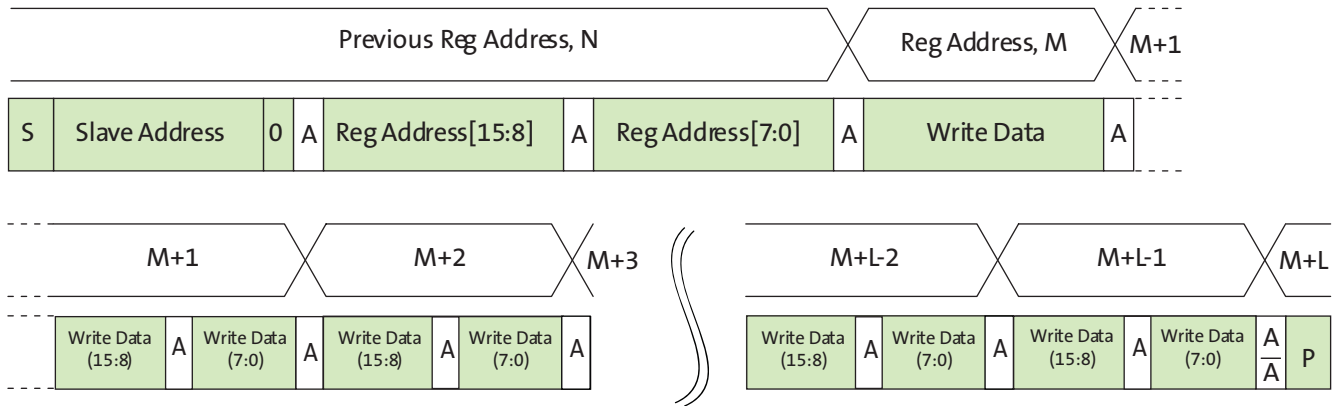 Previous Reg Address, N Reg Address, M M+1
S Slave Address 0 A Reg Address[15:8] A Reg Address[7:0] A Write Data A
M+1 M+2 M+3 M+L-2 M+L-1 M+L
Write Data (15:8) A Write Data (7:0) A Write Data (15:8) A Write Data (7:0) A Write Data (15:8) A Write Data (7:0) A Write Data (15:8) A Write Data (7:0) A A P